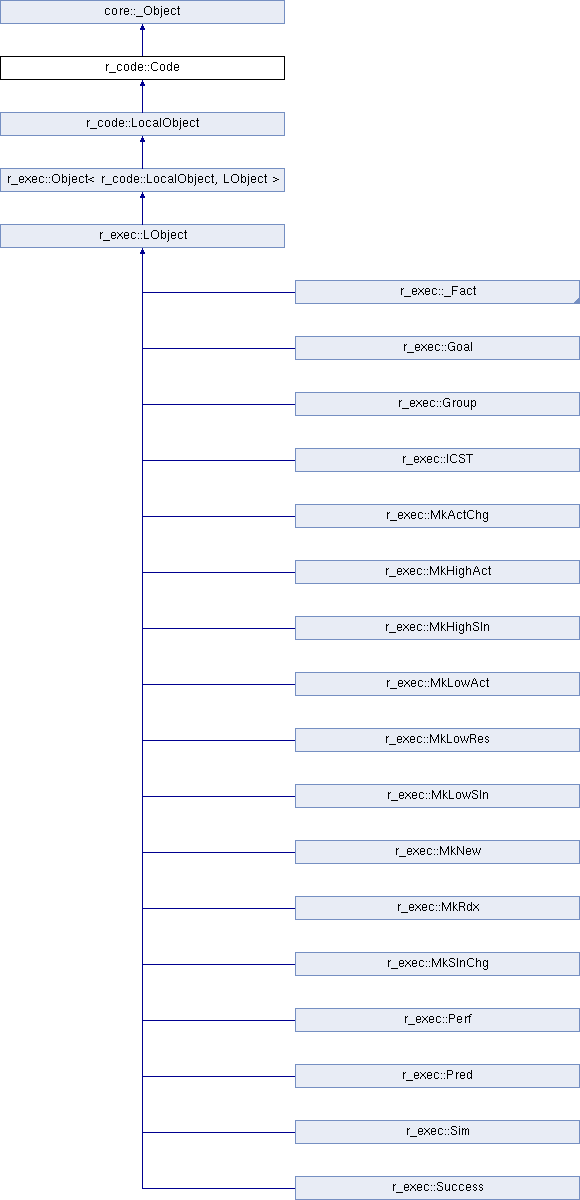 core::_Object
r_code::Code
r_code::LocalObject
r_exec::Object< r_code::LocalObject, LObject >
r_exec::LObject
r_exec::_Fact
r_exec::Goal
r_exec::Group
r_exec::ICST
r_exec::MkActChg
r_exec::MkHighAct
r_exec::MkHighSln
r_exec::MkLowAct
r_exec::MkLowRes
r_exec::MkLowSln
r_exec::MkNew
r_exec::MkRdx
r_exec::MkSlnChg
r_exec::Perf
r_exec::Pred
r_exec::Sim
r_exec::Success